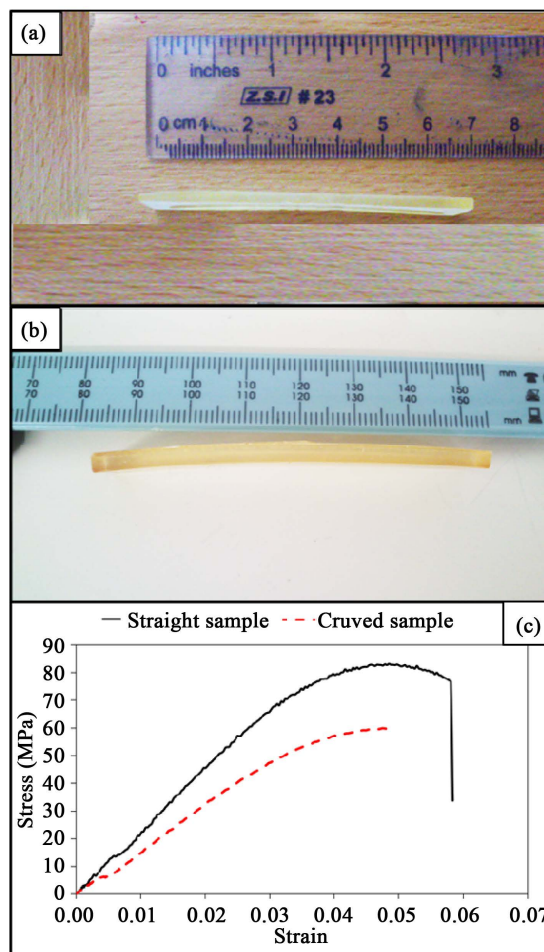 (a)
0 inches 1 2 3
Z.S.I # 23
0 cm 1 2 3 4 5 6 7 8
(b)
70 80 90 100 110 120 130 140 150 mm
70 80 90 100 110 120 130 140 150
mm
— Straight sample - - Cruved sample (c)
90
80
70
60
50
40
30
20
10
0
Stress (MPa)
0.00 0.01 0.02 0.03 0.04 0.05 0.06 0.07
Strain